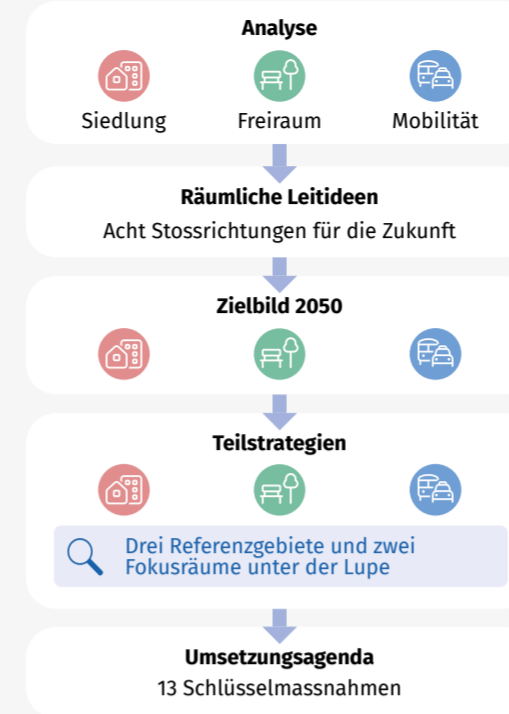 Analyse
Siedlung Freiraum Mobilität
Räumliche Leitideen
Acht Stossrichtungen für die Zukunft
Zielbild 2050
Teilstrategien
Drei Referenzgebiete und zwei
Fokusräume unter der Lupe
Umsetzungsagenda
13 Schlüsselmassnahmen